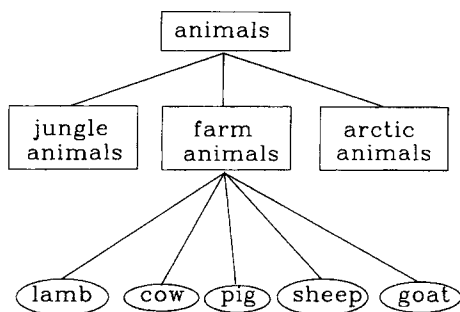 animals
jungle
animals
farm
animals
arctic
animals
lamb
cow
pig
sheep
goat